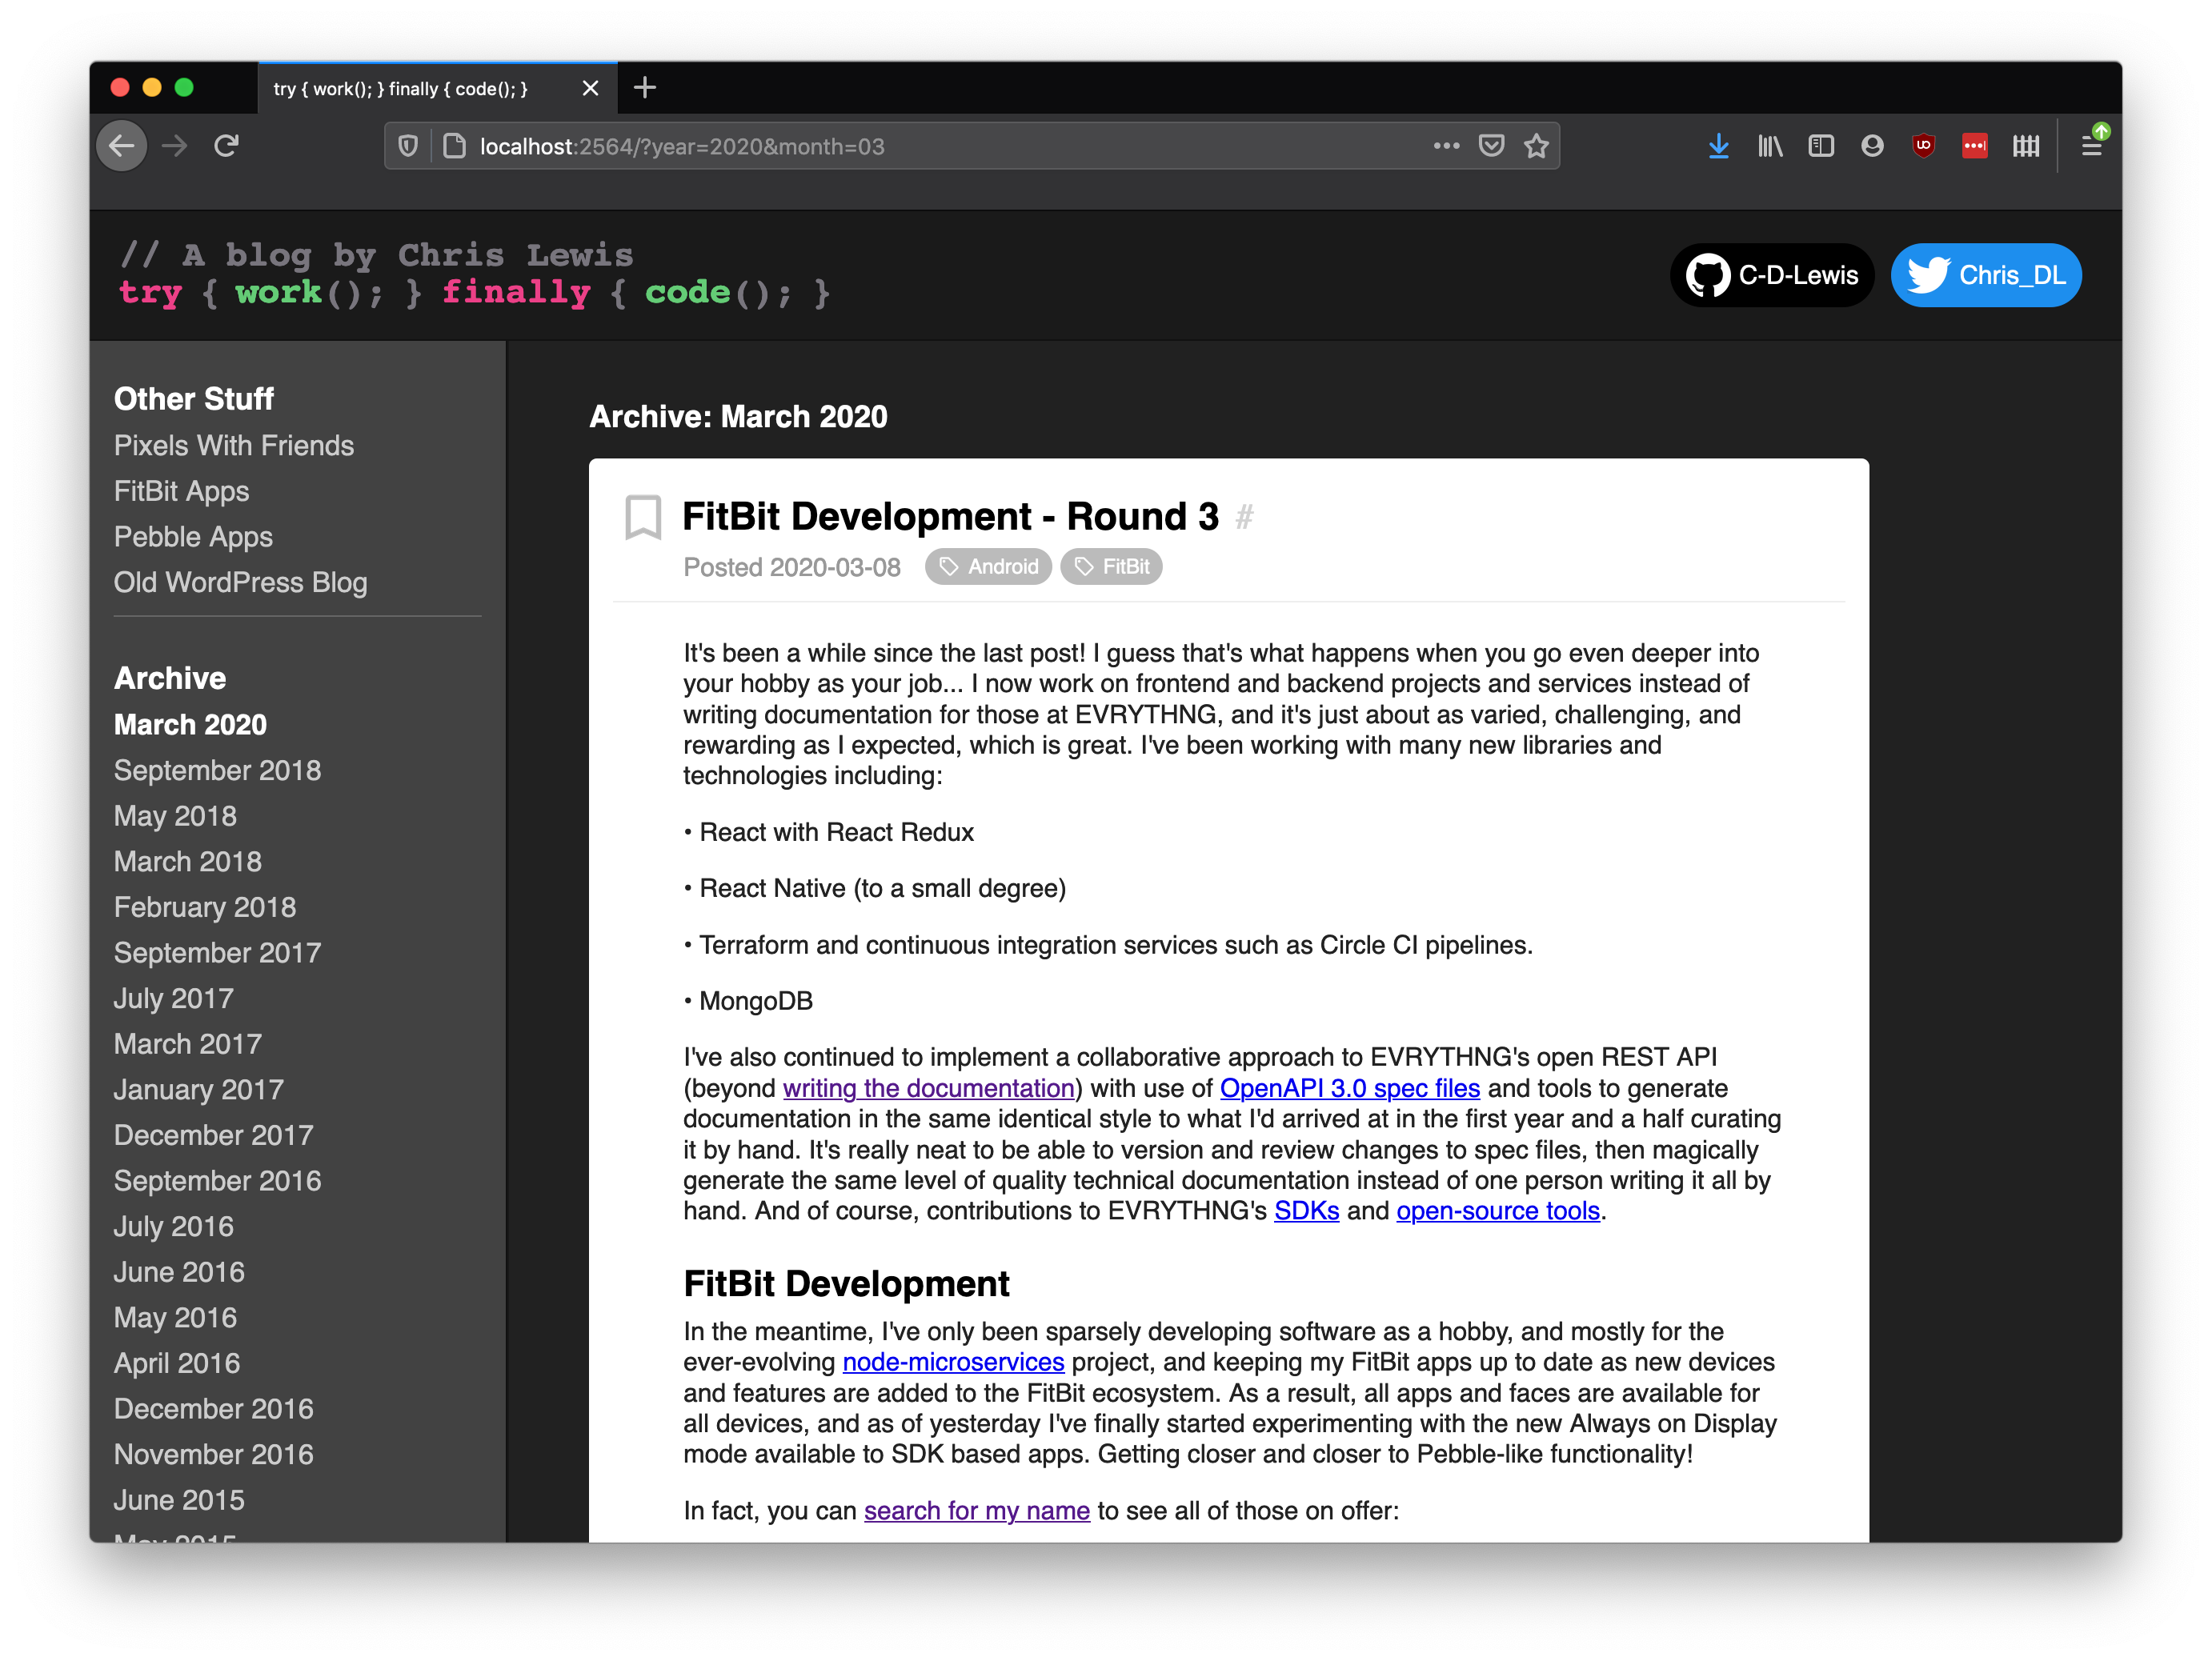 try { work(); } finally { code(); }
localhost:2564/?year=2020&month=03
// A blog by Chris Lewis
try { work(); } finally { code(); }
C-D-Lewis
Chris_DL
Other Stuff
Pixels With Friends
FitBit Apps
Pebble Apps
Old WordPress Blog
Archive
March 2020
September 2018
May 2018
March 2018
February 2018
September 2017
July 2017
March 2017
January 2017
December 2017
September 2016
July 2016
June 2016
May 2016
April 2016
December 2016
November 2016
June 2015
May 2015
Archive: March 2020
FitBit Development - Round 3 #
Posted 2020-03-08 Android FitBit
It's been a while since the last post! I guess that's what happens when you go even deeper into
your hobby as your job... I now work on frontend and backend projects and services instead of
writing documentation for those at EVRYTHNG, and it's just about as varied, challenging, and
rewarding as I expected, which is great. I've been working with many new libraries and
technologies including:
• React with React Redux
• React Native (to a small degree)
• Terraform and continuous integration services such as Circle CI pipelines.
• MongoDB
I've also continued to implement a collaborative approach to EVRYTHNG's open REST API
(beyond writing the documentation) with use of OpenAPI 3.0 spec files and tools to generate
documentation in the same identical style to what I'd arrived at in the first year and a half curating
it by hand. It's really neat to be able to version and review changes to spec files, then magically
generate the same level of quality technical documentation instead of one person writing it all by
hand. And of course, contributions to EVRYTHNG's SDKs and open-source tools.
FitBit Development
In the meantime, I've only been sparsely developing software as a hobby, and mostly for the
ever-evolving node-microservices project, and keeping my FitBit apps up to date as new devices
and features are added to the FitBit ecosystem. As a result, all apps and faces are available for
all devices, and as of yesterday I've finally started experimenting with the new Always on Display
mode available to SDK based apps. Getting closer and closer to Pebble-like functionality!
In fact, you can search for my name to see all of those on offer: